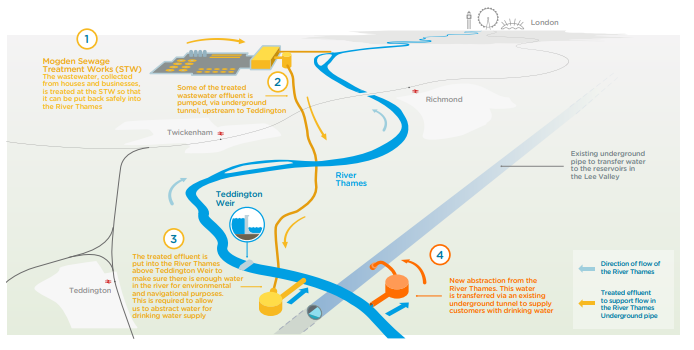 London
1
Mogden Sewage
Treatment Works (STW)
The wastewater, collected
from houses and businesses,
is treated at the STW so that
it can be put back safely into
the River Thames
2
Some of the treated
wastewater effluent is
pumped, via underground
tunnel, upstream to Teddington
Richmond
Twickenham
Existing underground
pipe to transfer water
to the reservoirs in
the Lee Valley
River
Thames
Teddington
Weir
3
The treated effluent is
put into the River Thames
above Teddington Weir to
make sure there is enough water
in the river for environmental
and navigational purposes.
This is required to allow
us to abstract water for
drinking water supply
Teddington
4
New abstraction from the
River Thames. This water
is transferred via an existing
underground tunnel to supply
customers with drinking water
Direction of flow of
the River Thames
Treated effluent
to support flow in
the River Thames
Underground pipe